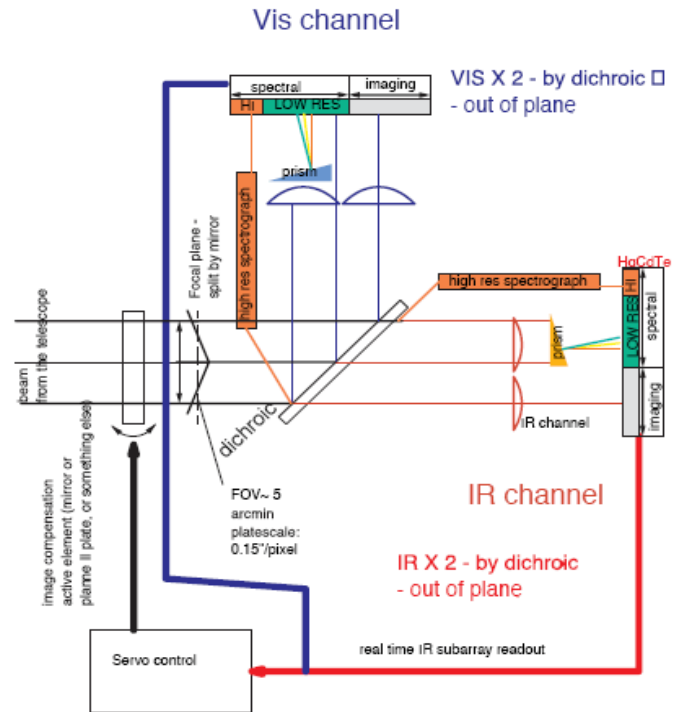 Vis channel
VIS X 2 - by dichroic □
- out of plane
spectral
imaging
Hi
LOW RES
prism
Focal plane -
split by mirror
high res spectrograph
high res spectrograph
HgCdTe
HI
LOW RES
spectral
imaging
prism
beam
from the telescope
dichroic
IR channel
FOV~ 5
arcmin
platescale:
0.15"/pixel
IR channel
IR X 2 - by dichroic
- out of plane
image compensation
active element (mirror or
planne II plate, or something else)
Servo control
real time IR subarray readout